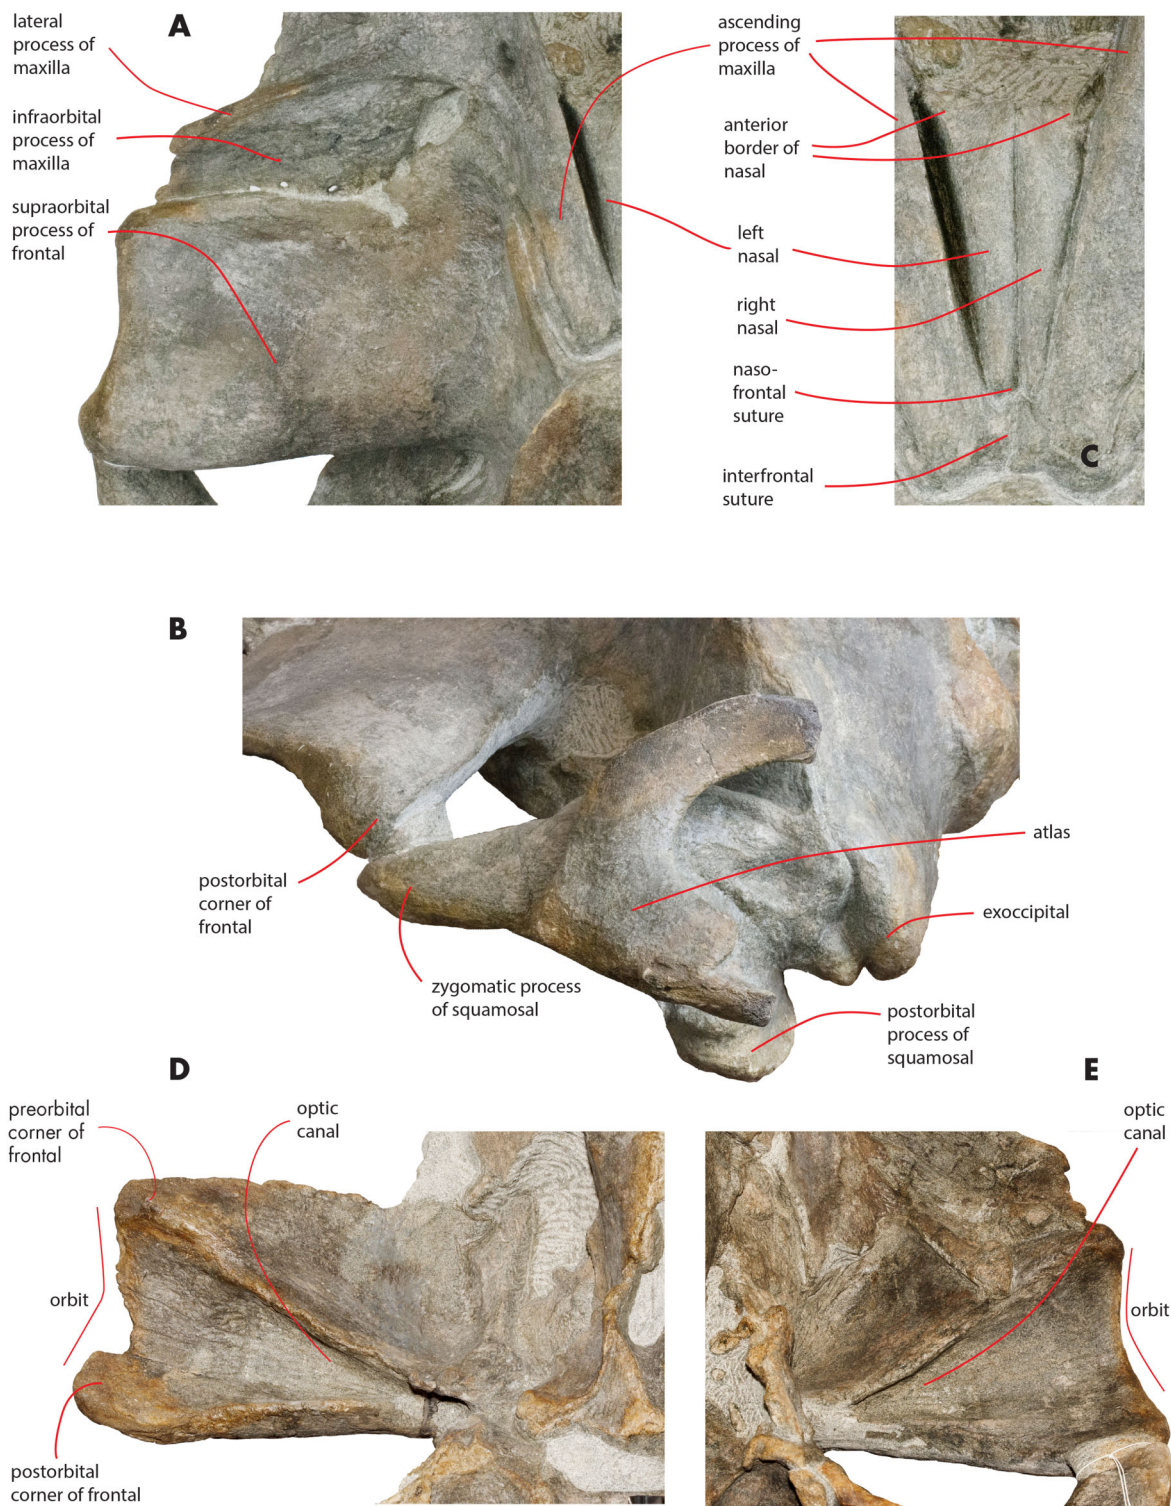 A
lateral
process of
maxilla
infraorbital
process of
maxilla
supraorbital
process of
frontal
ascending
process of
maxilla
anterior
border of
nasal
left
nasal
right
nasal
naso-
frontal
suture
interfrontal
suture
C
B
postorbital
corner of
frontal
zygomatic process
of squamosal
atlas
exoccipital
postorbital
process of
squamosal
D
preorbital
corner of
frontal
optic
canal
orbit
postorbital
corner of frontal
E
optic
canal
orbit